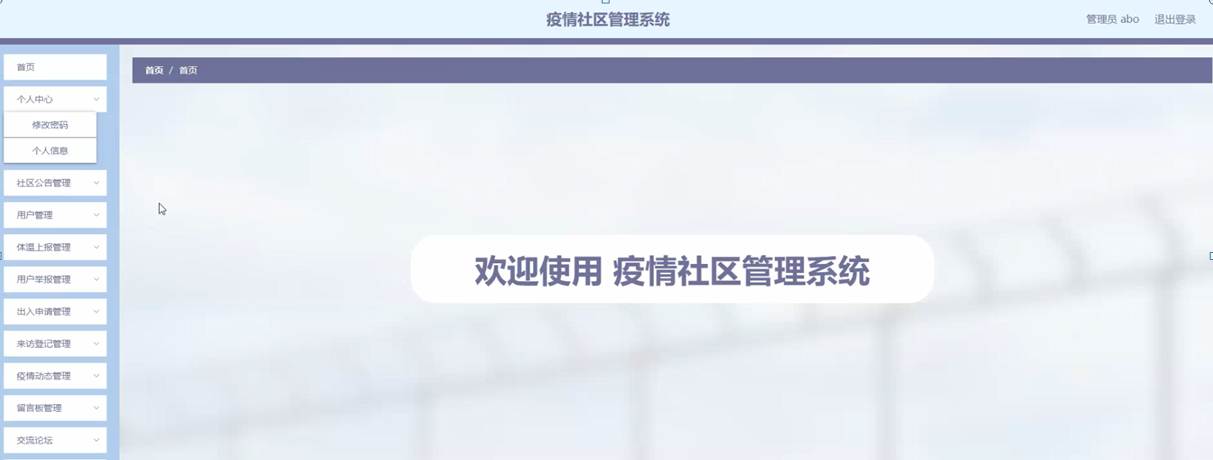 疫情社区管理系统
管理员 abo 退出登录
首页
个人中心
修改密码
个人信息
社区公告管理
用户管理
体温上报管理
用户举报管理
出入申请管理
来访登记管理
疫情动态管理
留言板管理
交流论坛
首页 / 首页
欢迎使用 疫情社区管理系统